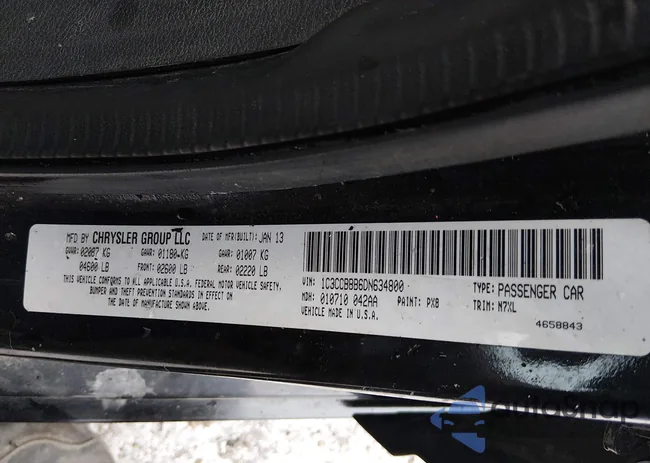 MFD BY CHRYSLER GROUP LLC DATE OF MFR(BUILT): JAN 13
GVWR: 02087 KG GAWR: 01180 KG GAWR: 01007 KG
04600 LB FRONT: 02600 LB REAR: 02220 LB
THIS VEHICLE CONFORMS TO ALL APPLICABLE U.S.A. FEDERAL MOTOR VEHICLE SAFETY,
BUMPER AND THEFT PREVENTION STANDARDS IN EFFECT ON
THE DATE OF MANUFACTURE SHOWN ABOVE.
VIN: 1C3CCBBB6DN634800 TYPE: PASSENGER CAR
MDH: 010710 042AA PAINT: PX8 TRIM: N7XL
VEHICLE MADE IN U.S.A. 4658843
AutoSnap